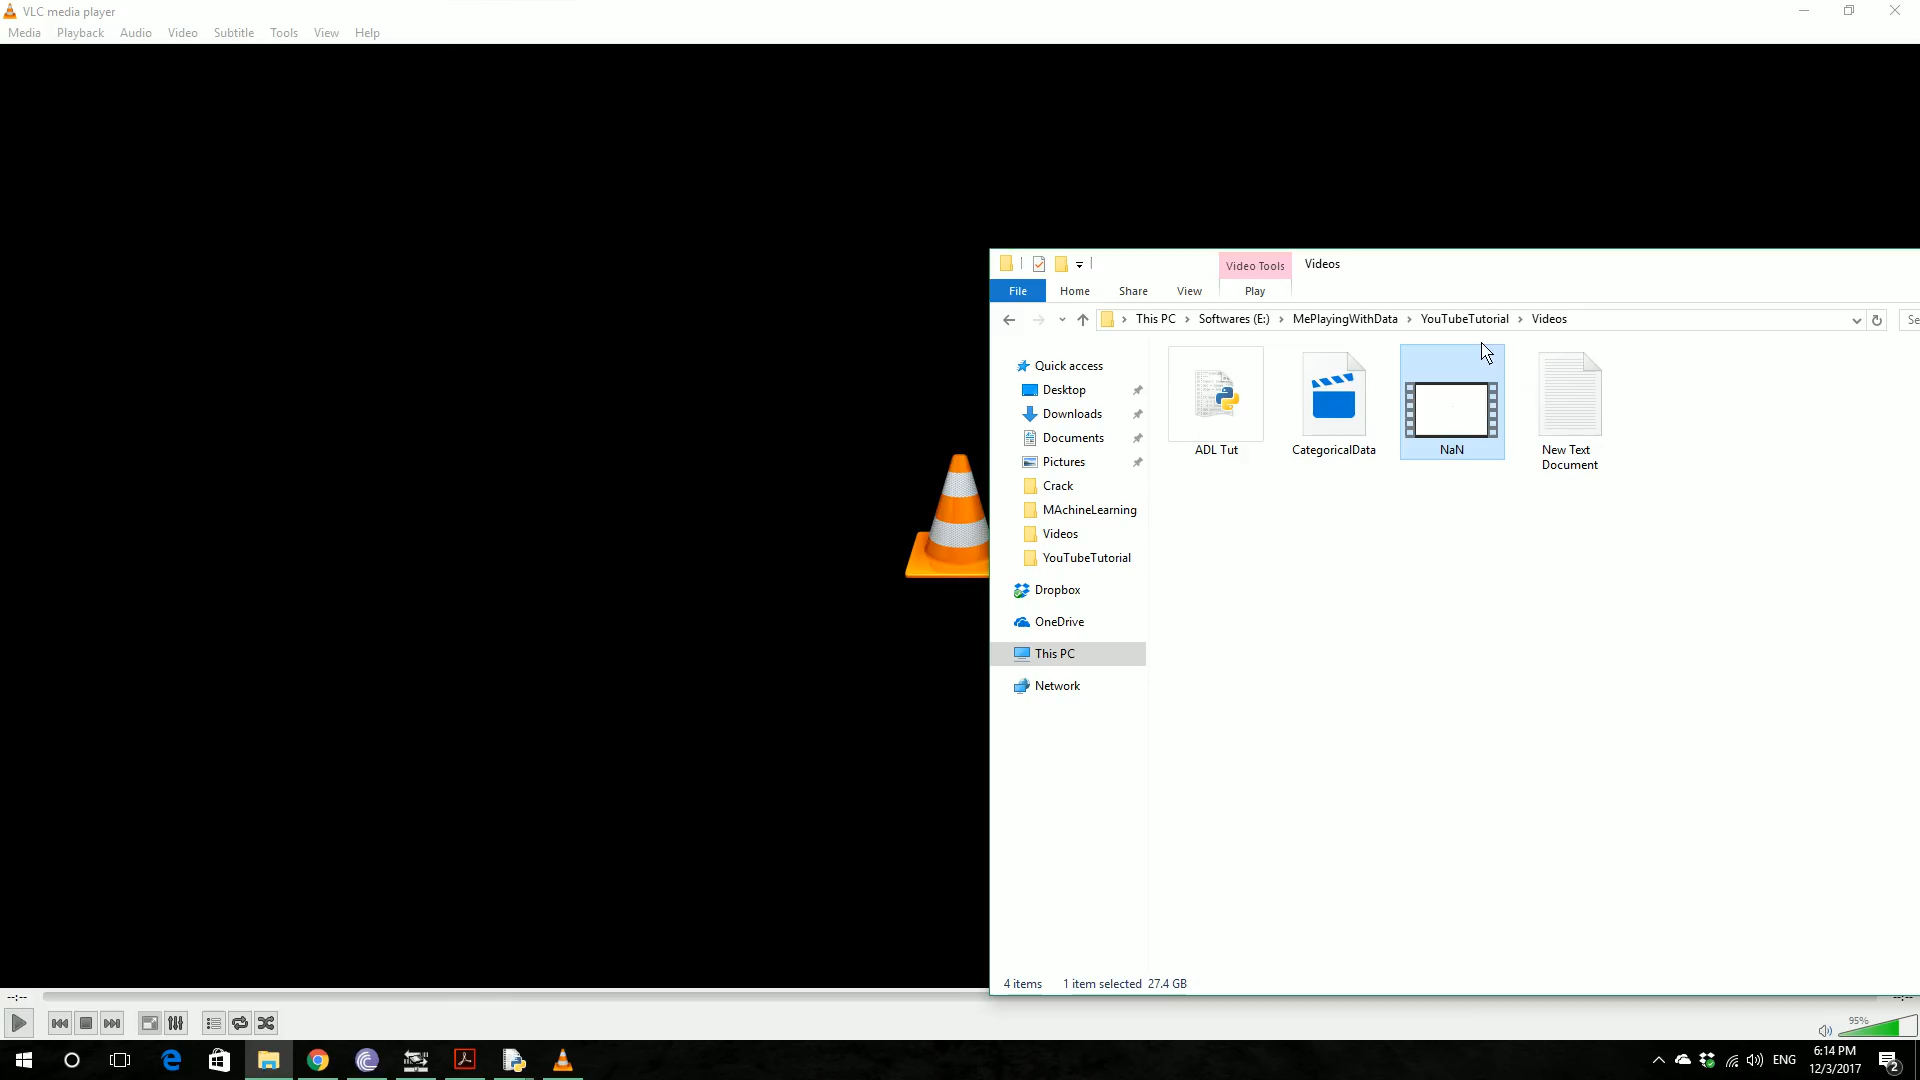 VLC media player
Media Playback Audio Video Subtitle Tools View Help
Video Tools Videos
File Home Share View Play
This PC Softwares (E:) MePlayingWithData YouTubeTutorial Videos Se
Quick access
Desktop
Downloads
Documents
Pictures
Crack
MAchineLearning
Videos
YouTubeTutorial
Dropbox
OneDrive
This PC
Network
ADL Tut
CategoricalData
NaN
New Text
Document
4 items 1 item selected 27.4 GB
--:-- --:--
95%
ENG
6:14 PM
12/3/2017
2